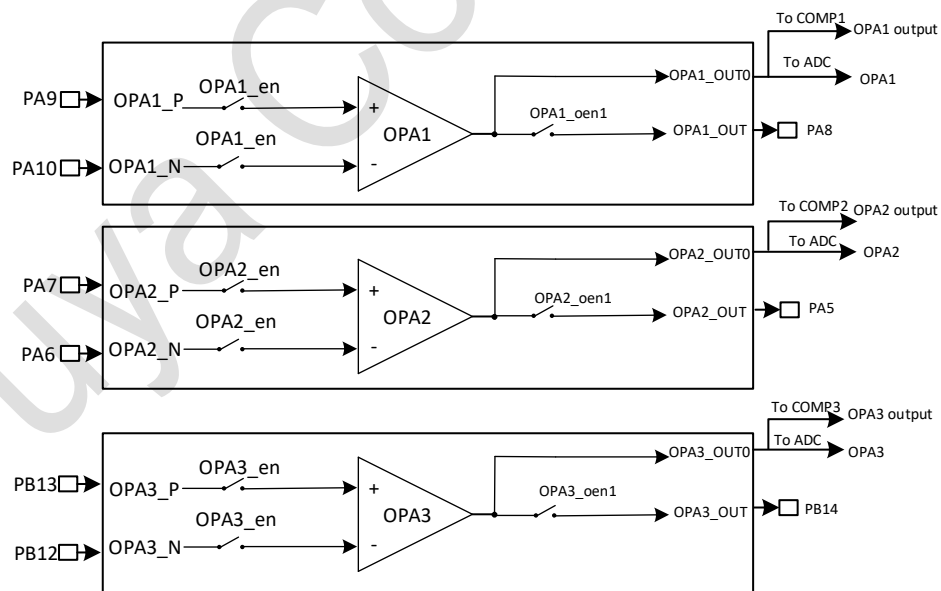 To COMP1
OPA1 output
To ADC
OPA1
PA9
OPA1_P
OPA1_en
+
OPA1
OPA1_OUT0
OPA1_oen1
OPA1_OUT
PA8
PA10
OPA1_N
OPA1_en
-
To COMP2
OPA2 output
To ADC
OPA2
PA7
OPA2_P
OPA2_en
+
OPA2
OPA2_OUT0
OPA2_oen1
OPA2_OUT
PA5
PA6
OPA2_N
OPA2_en
-
To COMP3
OPA3 output
To ADC
OPA3
PB13
OPA3_P
OPA3_en
+
OPA3
OPA3_OUT0
OPA3_oen1
OPA3_OUT
PB14
PB12
OPA3_N
OPA3_en
-
uya Co